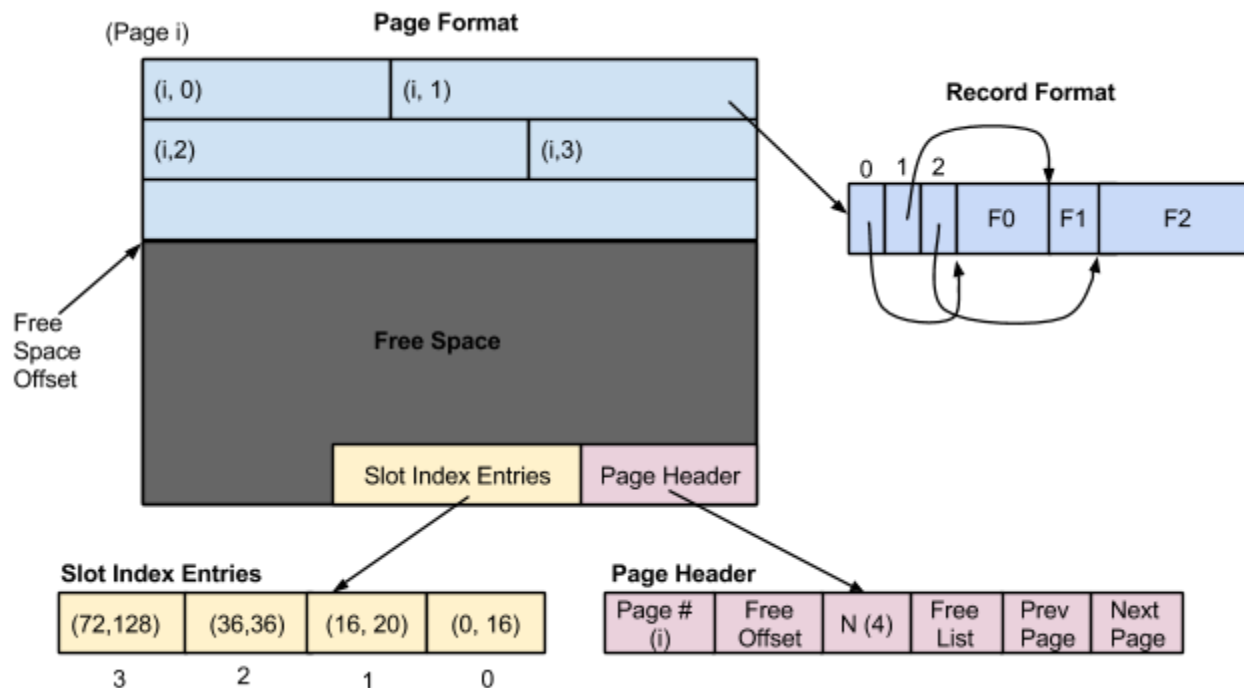 Page Format
(Page i)
(i, 0)
(i, 1)
Record Format
(i,2)
(i,3)
0
1
2
F0
F1
F2
Free
Space
Offset
Free Space
Slot Index Entries
Page Header
Slot Index Entries
(72,128)
(36,36)
(16, 20)
(0, 16)
3
2
1
0
Page Header
Page #
(i)
Free
Offset
N (4)
Free
List
Prev
Page
Next
Page